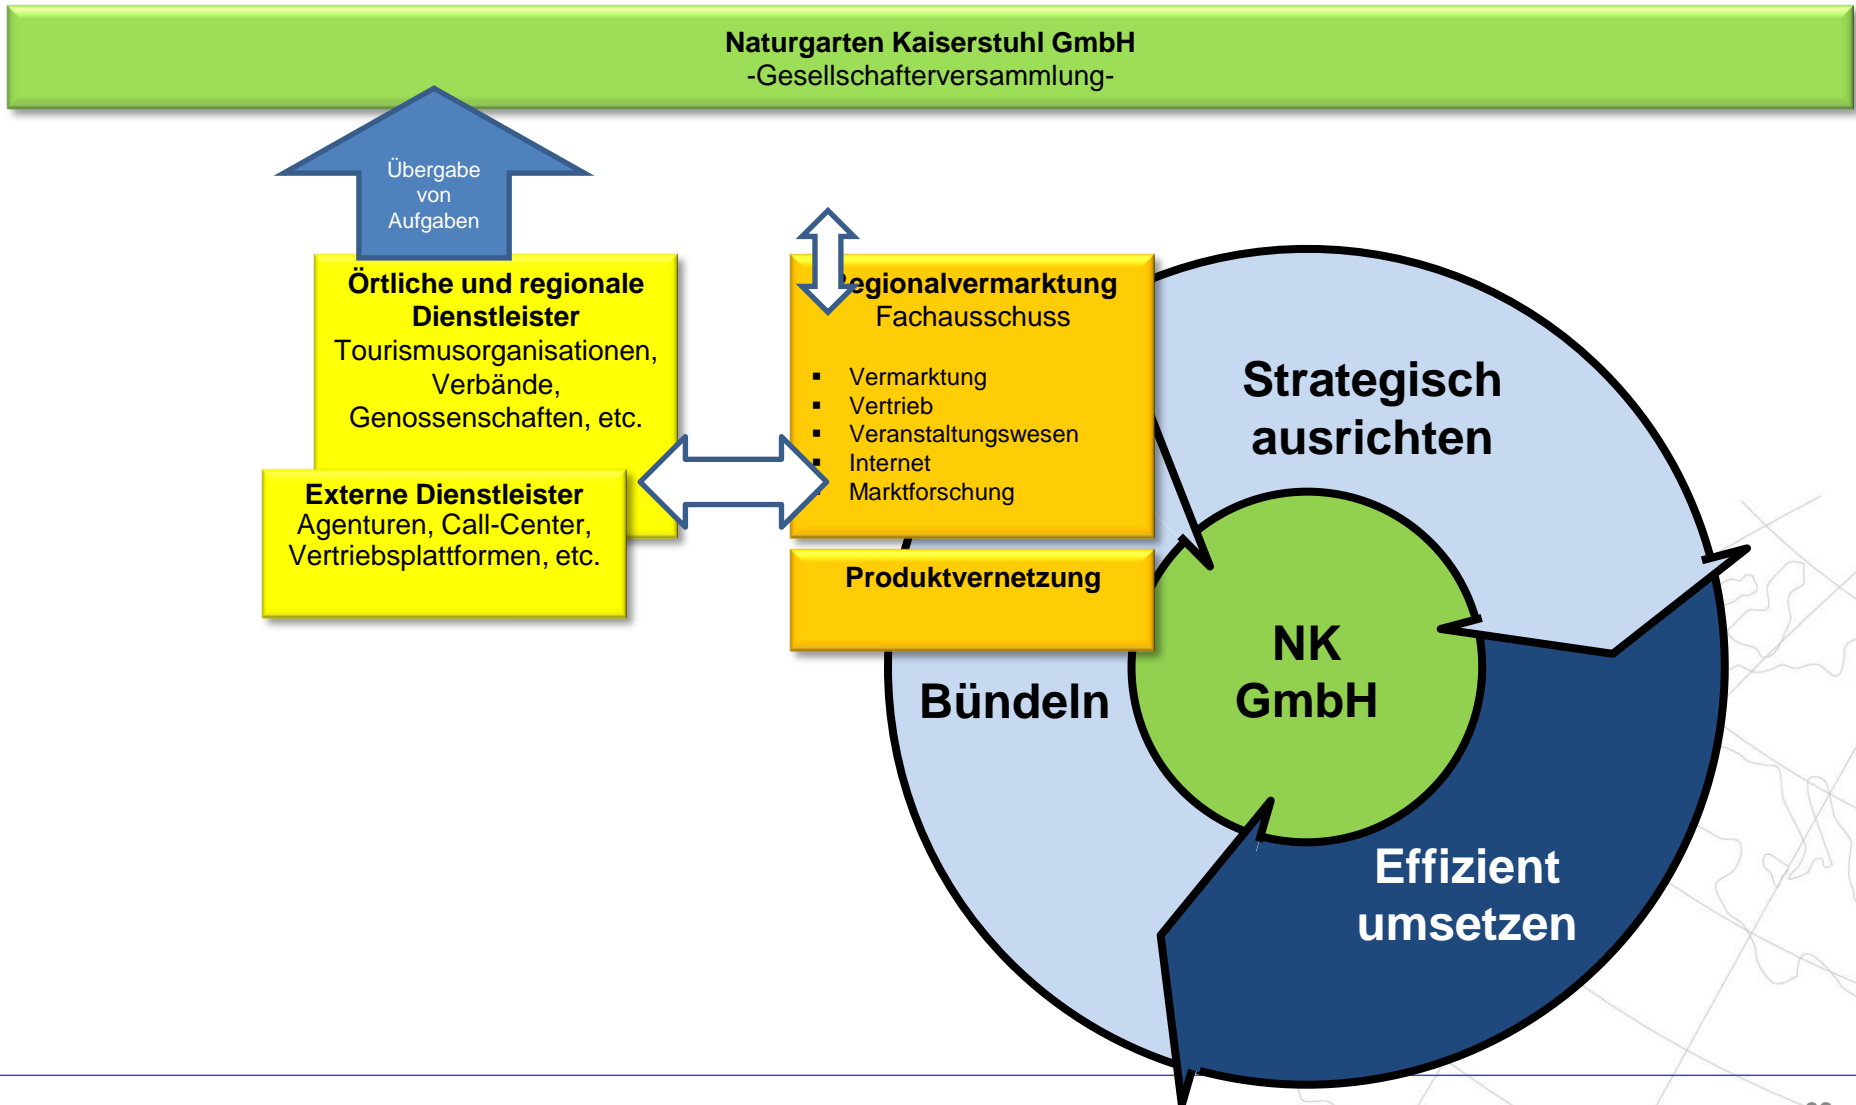 Naturgarten Kaiserstuhl GmbH
-Gesellschafterversammlung-
Übergabe
von
Aufgaben
Örtliche und regionale
Dienstleister
Tourismusorganisationen,
Verbände,
Genossenschaften, etc.
Externe Dienstleister
Agenturen, Call-Center,
Vertriebsplattformen, etc.
egionalvermarktung
Fachausschuss
▪ Vermarktung
▪ Vertrieb
▪ Veranstaltungswesen
▪ Internet
▪ Marktforschung
Produktvernetzung
Strategisch
ausrichten
Bündeln
NK
GmbH
Effizient
umsetzen